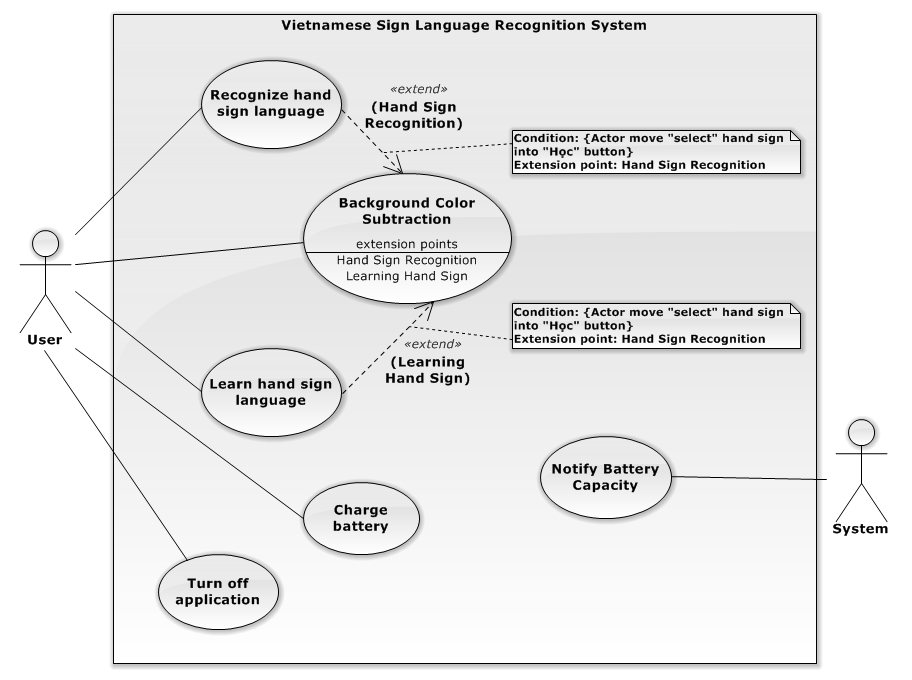 Vietnamese Sign Language Recognition System
Recognize hand
sign language
«extend»
(Hand Sign
Recognition)
Condition: {Actor move "select" hand sign
into "Học" button}
Extension point: Hand Sign Recognition
Background Color
Subtraction
extension points
Hand Sign Recognition
Learning Hand Sign
User
Condition: {Actor move "select" hand sign
into "Học" button}
Extension point: Hand Sign Recognition
«extend»
(Learning
Hand Sign)
Learn hand sign
language
Notify Battery
Capacity
System
Charge
battery
Turn off
application